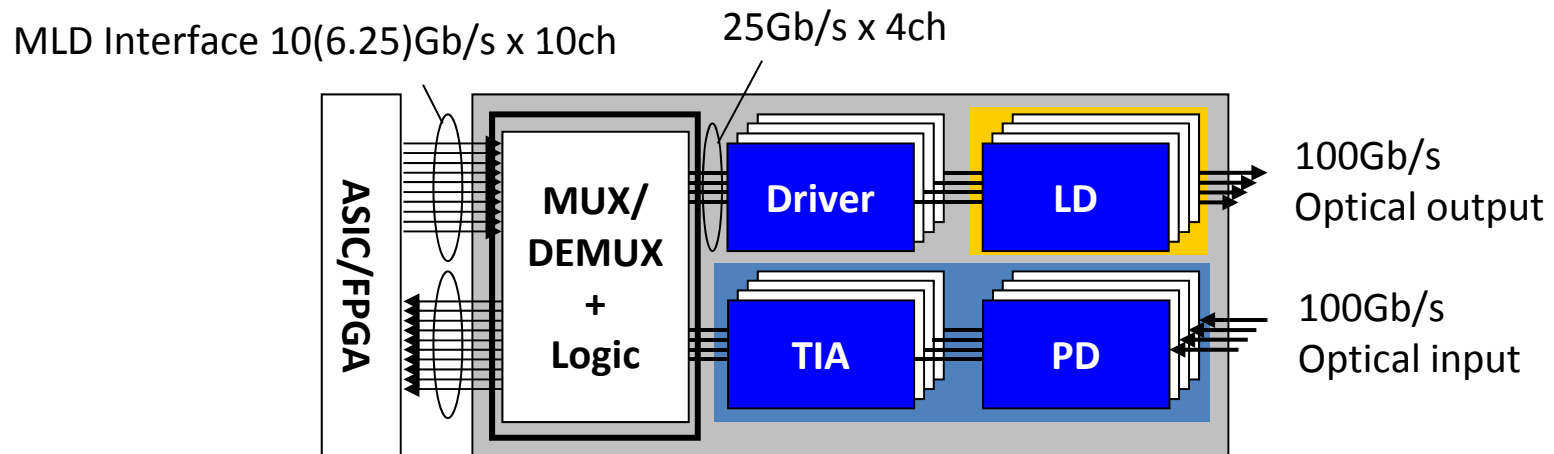 MLD Interface 10(6.25)Gb/s x 10ch
25Gb/s x 4ch
ASIC/FPGA
MUX/
DEMUX
+
Logic
Driver
LD
100Gb/s
Optical output
TIA
PD
100Gb/s
Optical input